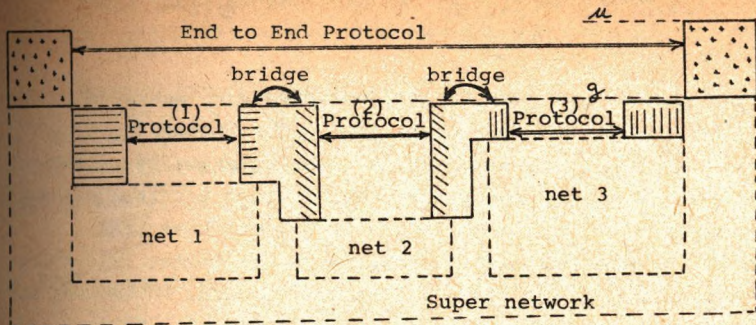 u
End to End Protocol
bridge bridge
(1) (2) (3) g
Protocol Protocol Protocol
net 1 net 2 net 3
Super network